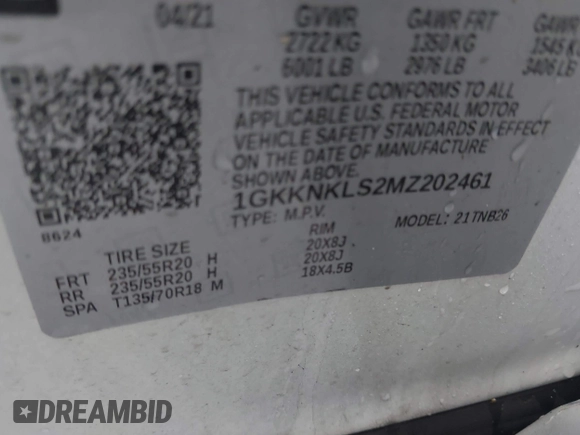 04/21 GVWR GAWR FRT GAWR
2722 KG 1350 KG 1545 KG
6001 LB 2976 LB 3406 LB
THIS VEHICLE CONFORMS TO ALL
APPLICABLE U.S. FEDERAL MOTOR
VEHICLE SAFETY STANDARDS IN EFFECT
ON THE DATE OF MANUFACTURE
SHOWN ABOVE.
1GKKNKLS2MZ202461
TYPE: M.P.V. MODEL: 21TNB26
8624
TIRE SIZE RIM
FRT 235/55R20 H 20X8J
RR 235/55R20 H 20X8J
SPA T135/70R18 M 18X4.5B
DREAMBID